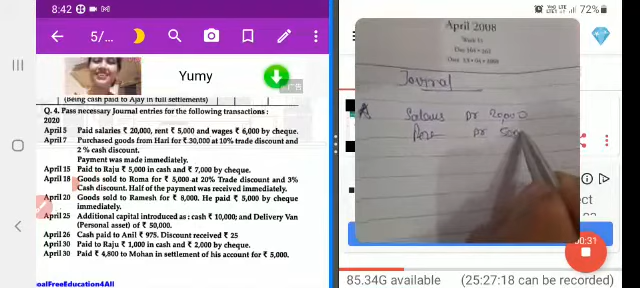 8:42
72%
5/...
Yumy
(Being cash paid to Ajay in full settlements)
Q. 4. Pass necessary Journal entries for the following transactions :
2020
April 5 Paid salaries ₹ 20,000, rent ₹ 5,000 and wages ₹ 6,000 by cheque.
April 7 Purchased goods from Hari for ₹ 30,000 at 10% trade discount and
2 % cash discount.
Payment was made immediately.
April 15 Paid to Raju ₹ 5,000 in cash and ₹ 7,000 by cheque.
April 18 Goods sold to Roma for ₹ 5,000 at 20% Trade discount and 3%
Cash discount. Half of the payment was received immediately.
April 20 Goods sold to Ramesh for ₹ 8,000. He paid ₹ 5,000 by cheque
immediately.
April 25 Additional capital introduced as : cash ₹ 10,000; and Delivery Van
(Personal asset) of ₹ 50,000.
April 26 Cash paid to Anil ₹ 975. Discount received ₹ 25
April 30 Paid to Raju ₹ 1,000 in cash and ₹ 2,000 by cheque.
April 30 Paid ₹ 4,800 to Mohan in settlement of his account for ₹ 5,000.
oalFreeEducation4All
April 2008
Journal
Dr 20,000
Dr 500
00:31
85.34G available
(25:27:18 can be recorded)